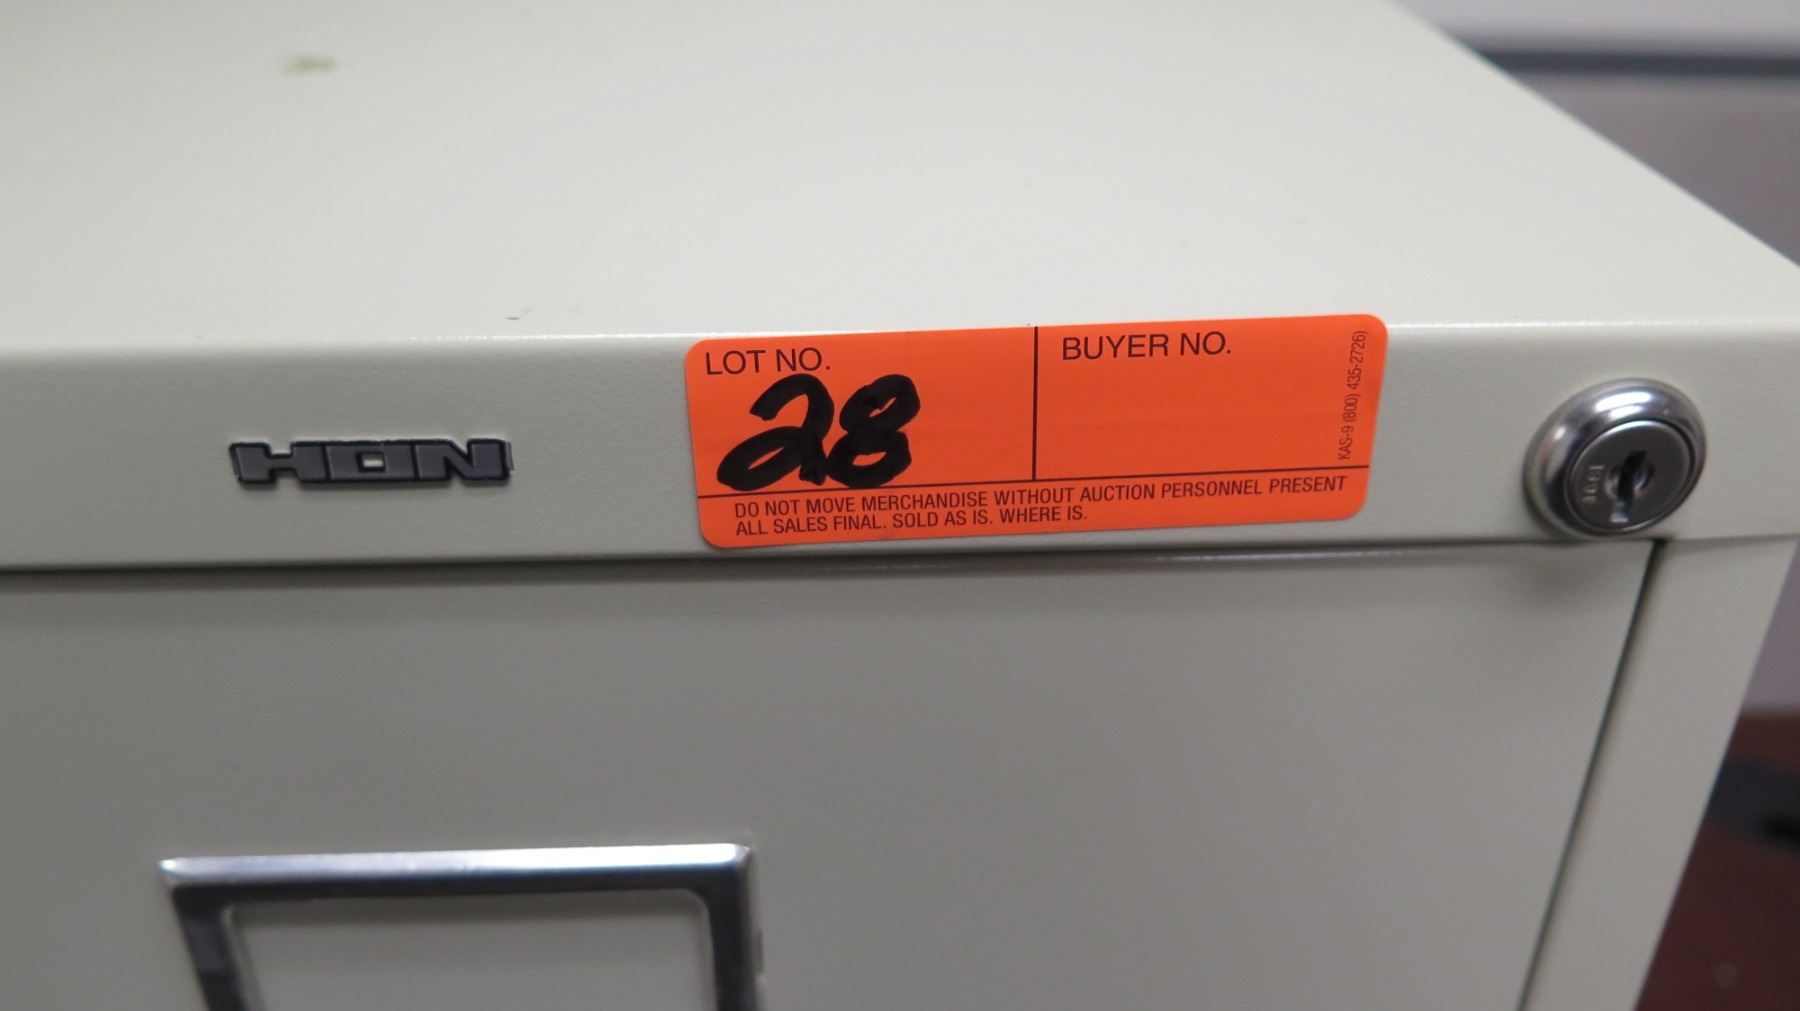 HON
LOT NO.
28
BUYER NO.
KAS-9 (800) 435-2726)
DO NOT MOVE MERCHANDISE WITHOUT AUCTION PERSONNEL PRESENT
ALL SALES FINAL. SOLD AS IS. WHERE IS.